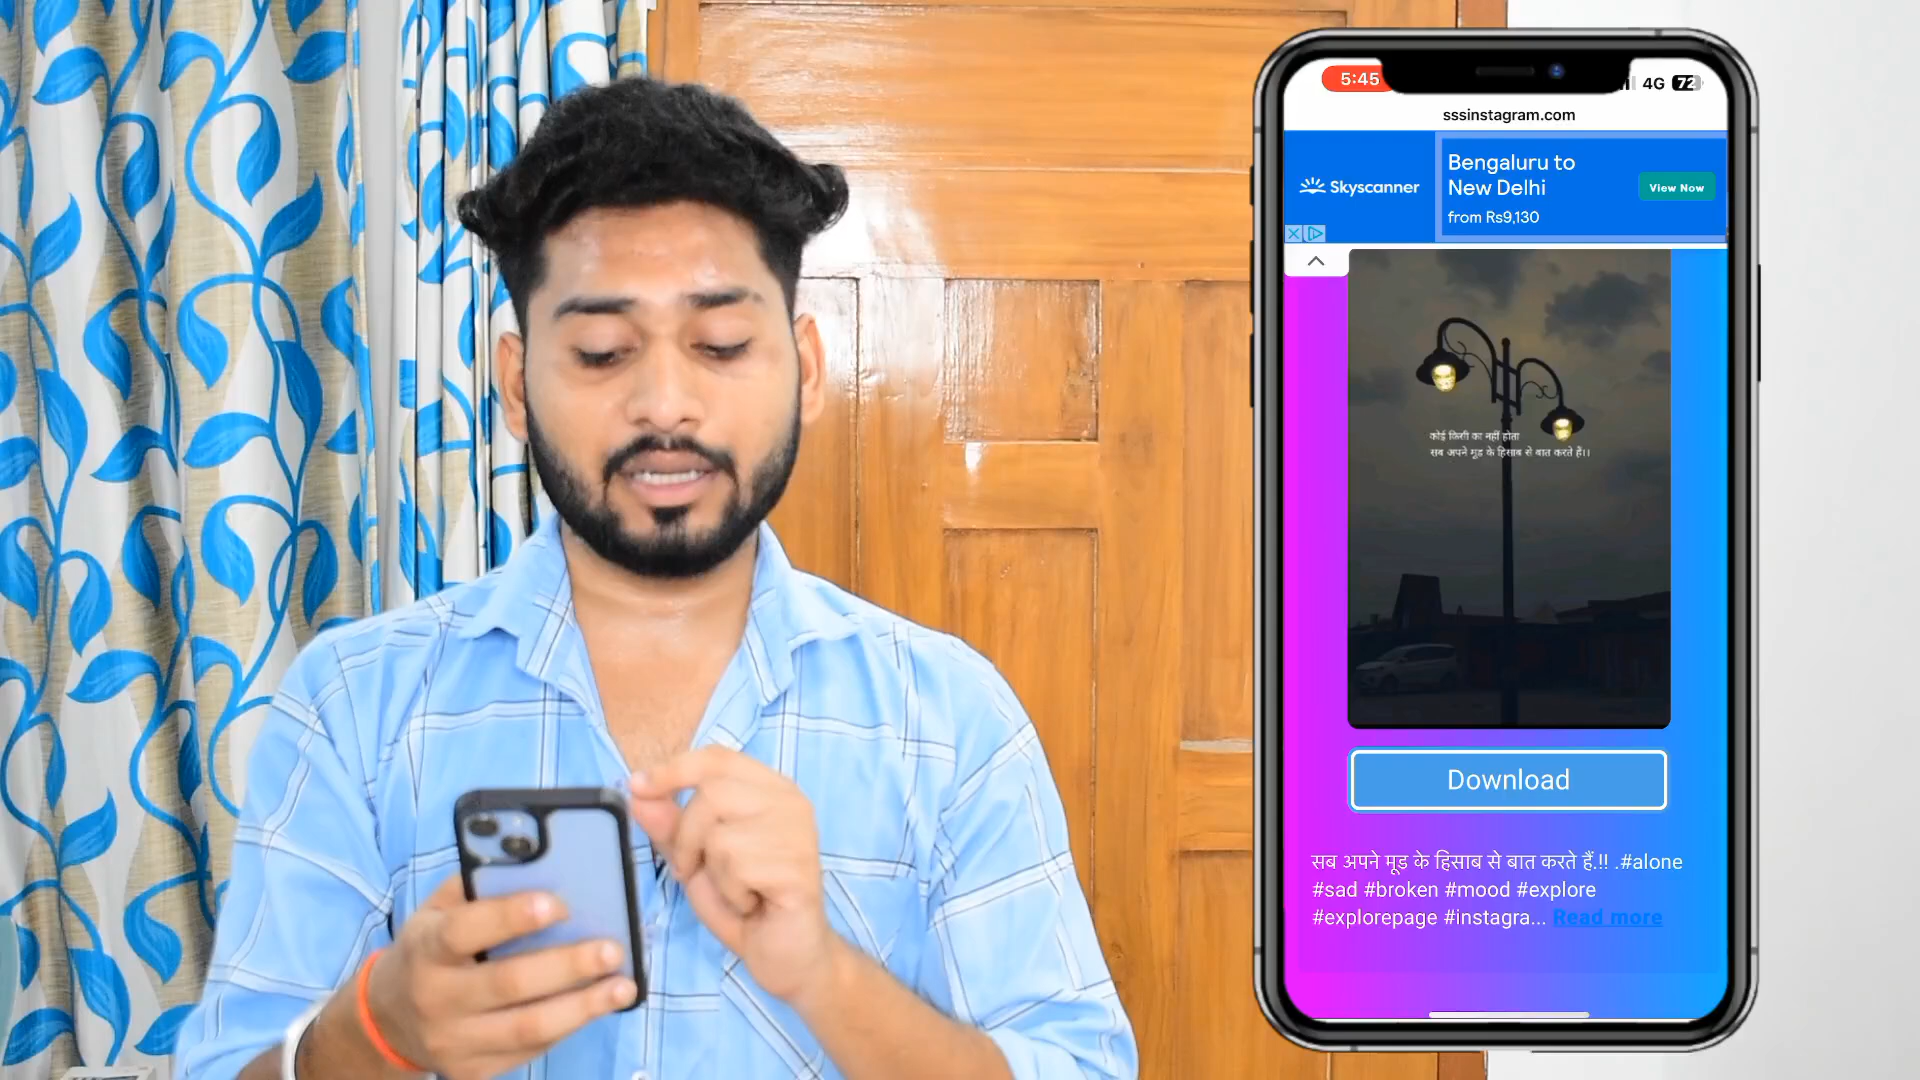 5:45
4G 72
sssinstagram.com
Skyscanner
Bengaluru to
New Delhi
from Rs9,130
View Now
कोई किसी का नहीं होता
सब अपने मूड के हिसाब से बात करते हैं।।
Download
सब अपने मूड के हिसाब से बात करते हैं.!! .#alone
#sad #broken #mood #explore
#explorepage #instagra... Read more